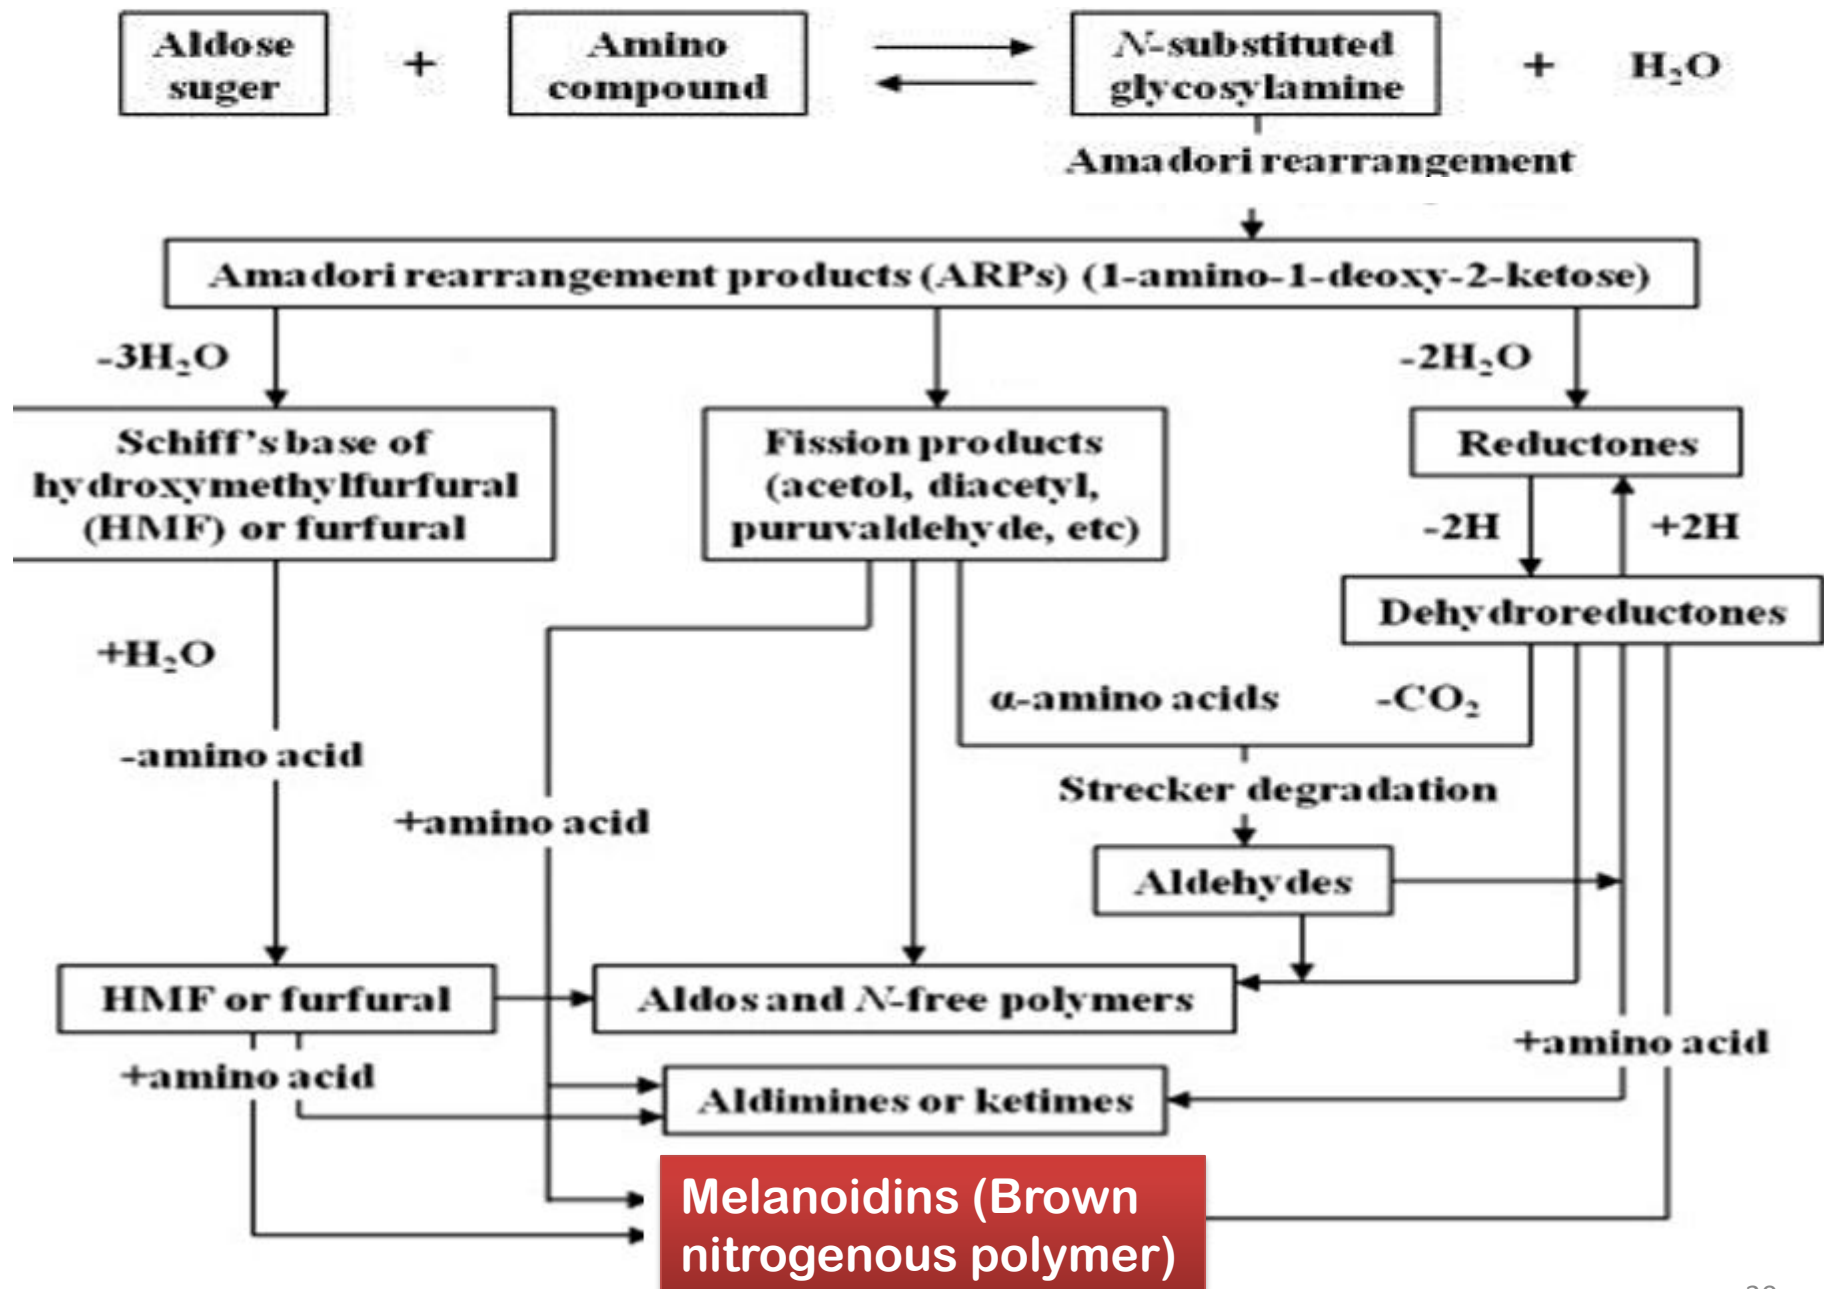 Aldose
suger
+
Amino
compound
N-substituted
glycosylamine
+
H₂O
Amadori rearrangement
Amadori rearrangement products (ARPs) (1-amino-1-deoxy-2-ketose)
-3H₂O
-2H₂O
Schiff's base of
hydroxymethylfurfural
(HMF) or furfural
Fission products
(acetol, diacetyl,
puruvaldehyde, etc)
Reductones
-2H
+2H
Dehydroreductones
+H₂O
α-amino acids
-CO₂
-amino acid
Strecker degradation
+amino acid
Aldehydes
HMF or furfural
Aldos and N-free polymers
+amino acid
+amino acid
Aldimines or ketimes
Melanoidins (Brown
nitrogenous polymer)